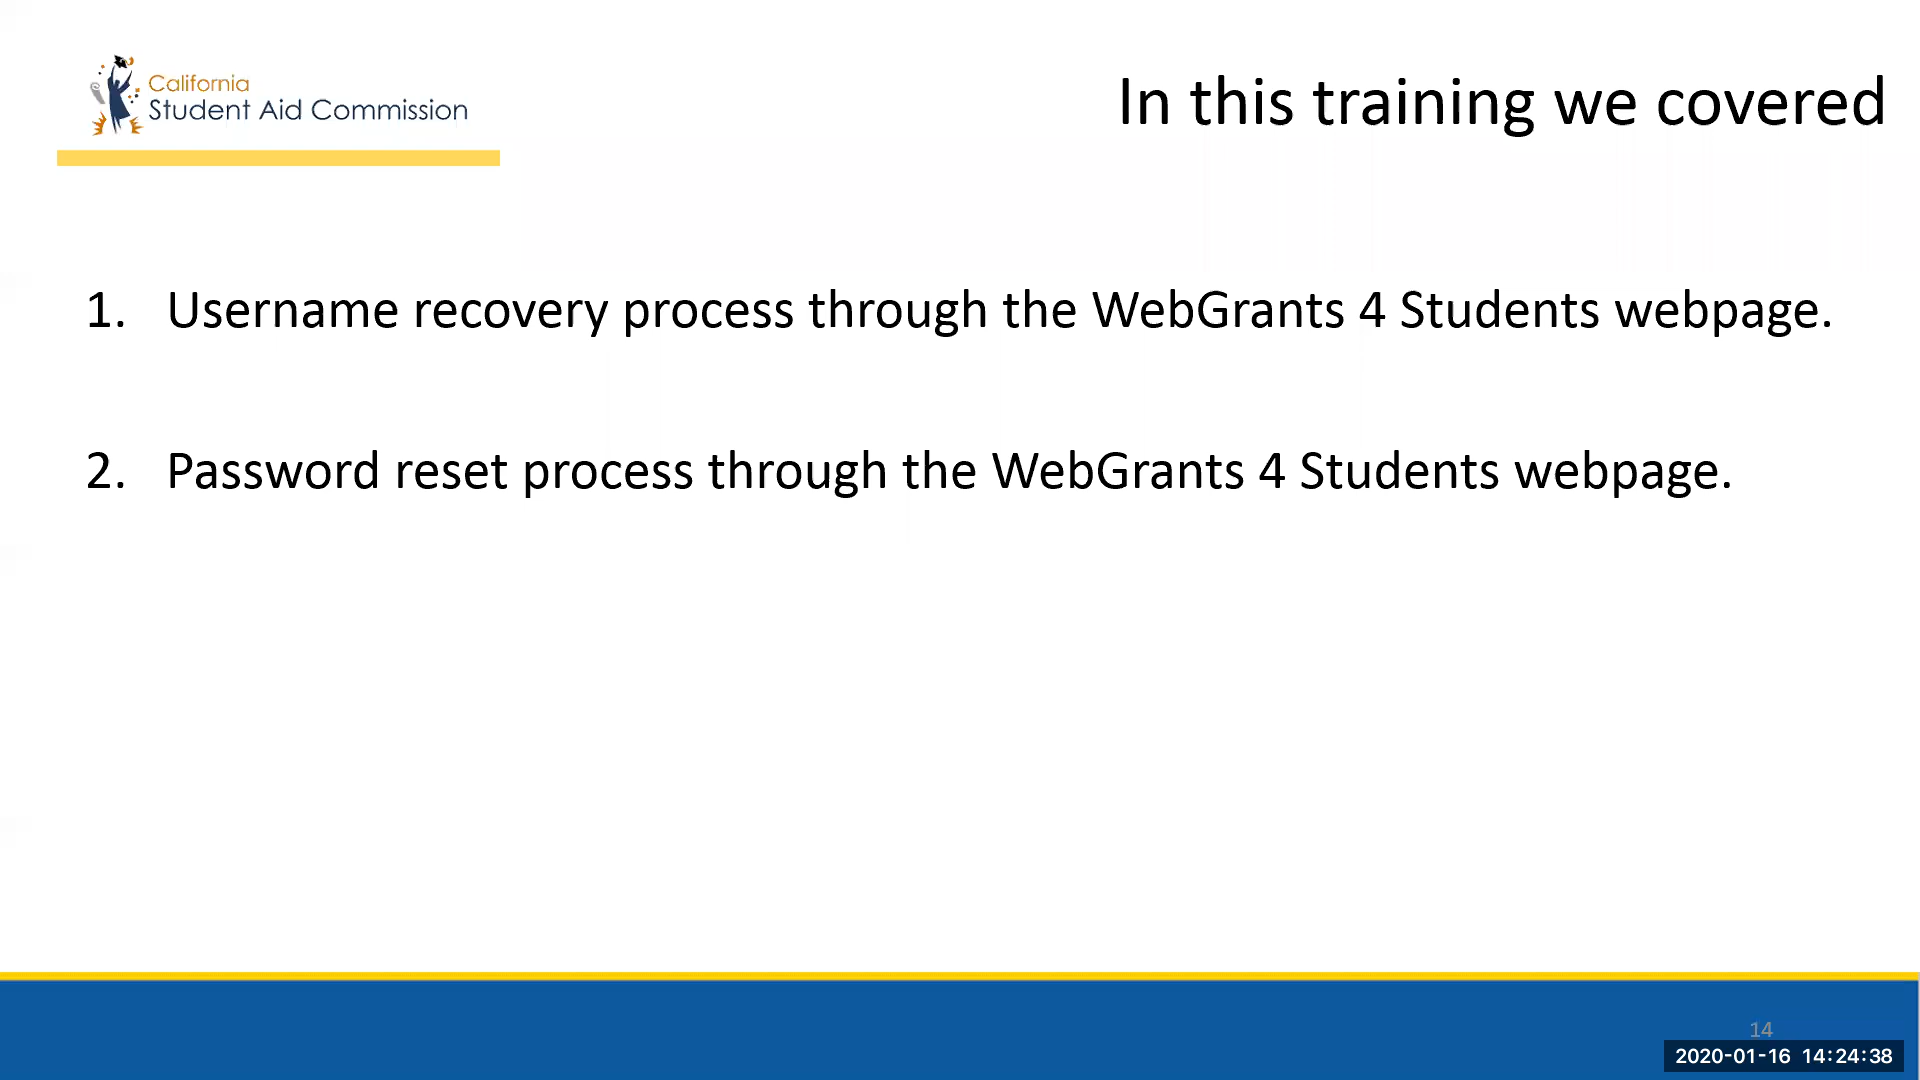 California
Student Aid Commission
In this training we covered
1. Username recovery process through the WebGrants 4 Students webpage.
2. Password reset process through the WebGrants 4 Students webpage.
14
2020-01-16 14:24:38